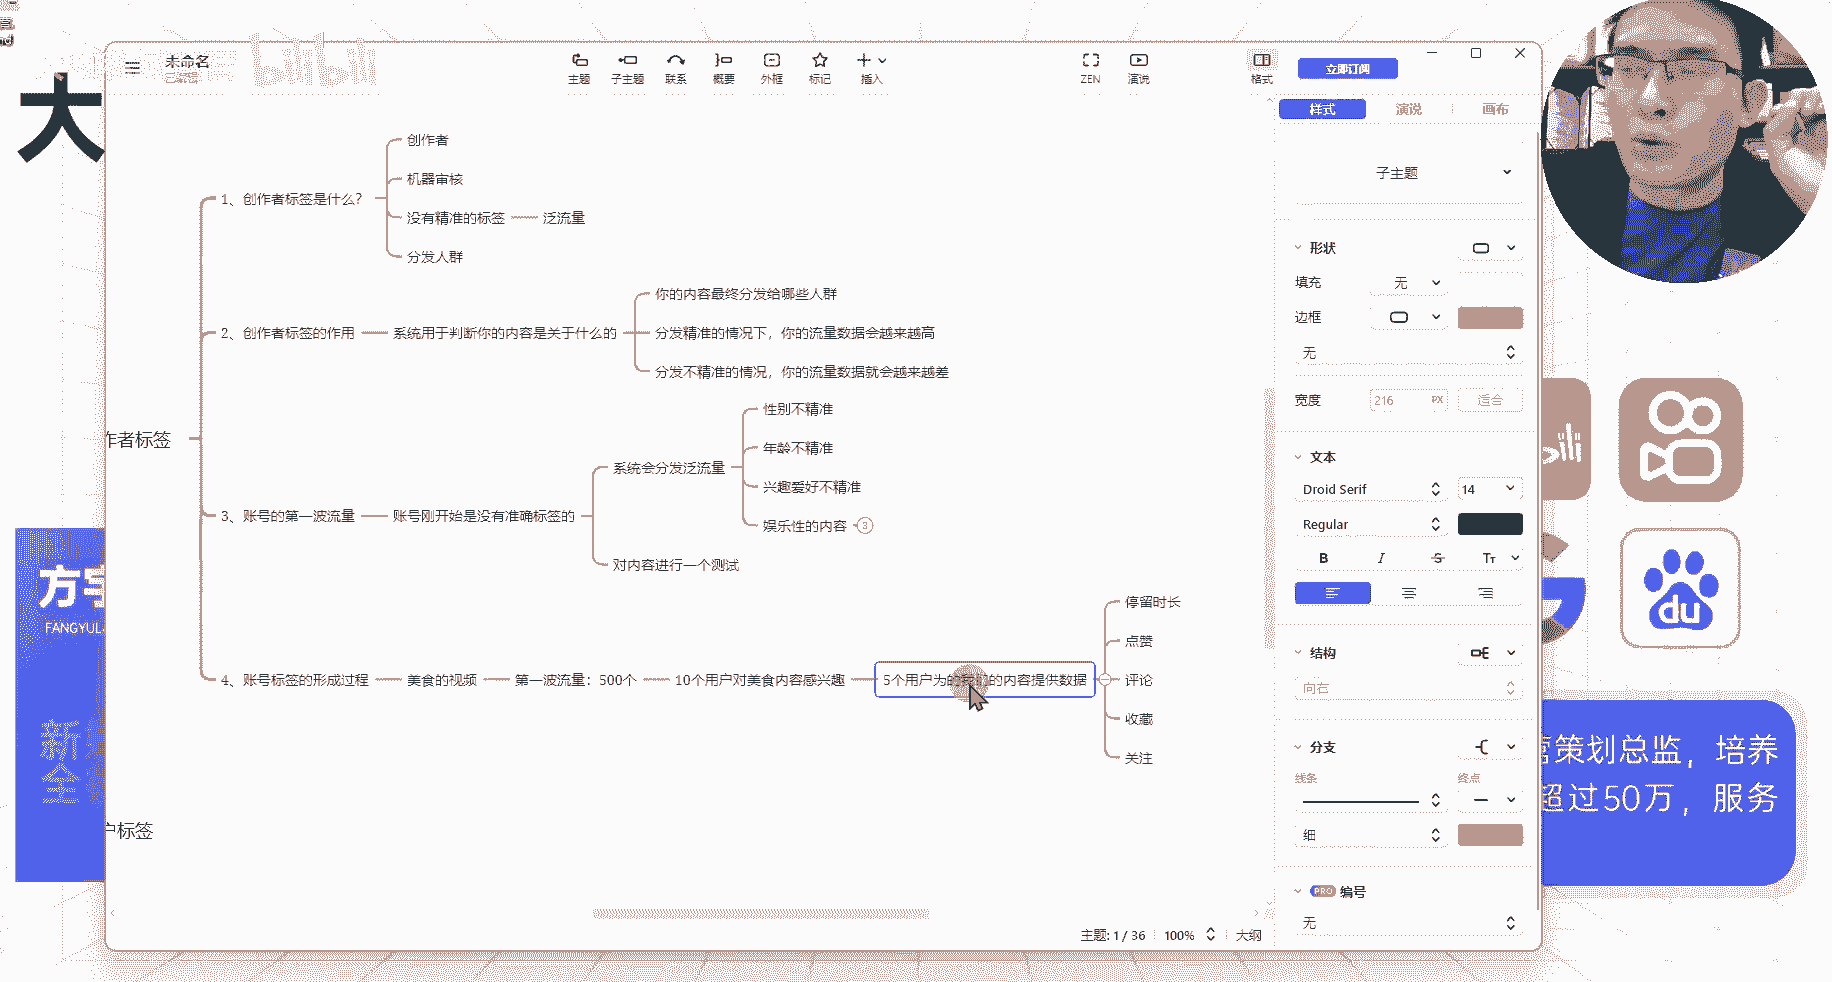 大
bilibili
未命名
已编辑
主题
子主题
联系
概要
外框
标记
插入
ZEN
演说
格式
立即订阅
样式
演说
画布
子主题
形状
填充
无
边框
无
宽度
216
PX
适合
文本
Droid Serif
14
Regular
B
I
S
TT
结构
向右
分支
线条
终点
细
PRO 编号
无
作者标签
1、创作者标签是什么?
创作者
机器审核
没有精准的标签
泛流量
分发人群
2、创作者标签的作用
系统用于判断你的内容是关于什么的
你的内容最终分发给哪些人群
分发精准的情况下，你的流量数据会越来越高
分发不精准的情况，你的流量数据就会越来越差
3、账号的第一波流量
账号刚开始是没有准确标签的
系统会分发泛流量
性别不精准
年龄不精准
兴趣爱好不精准
娱乐性的内容
3
对内容进行一个测试
4、账号标签的形成过程
美食的视频
第一波流量：500个
10个用户对美食内容感兴趣
5个用户为的我们的内容提供数据
停留时长
点赞
评论
收藏
关注
户标签
主题: 1 / 36
100%
大纲
方宇
FANGYUL
新
全
du
营策划总监，培养
超过50万，服务